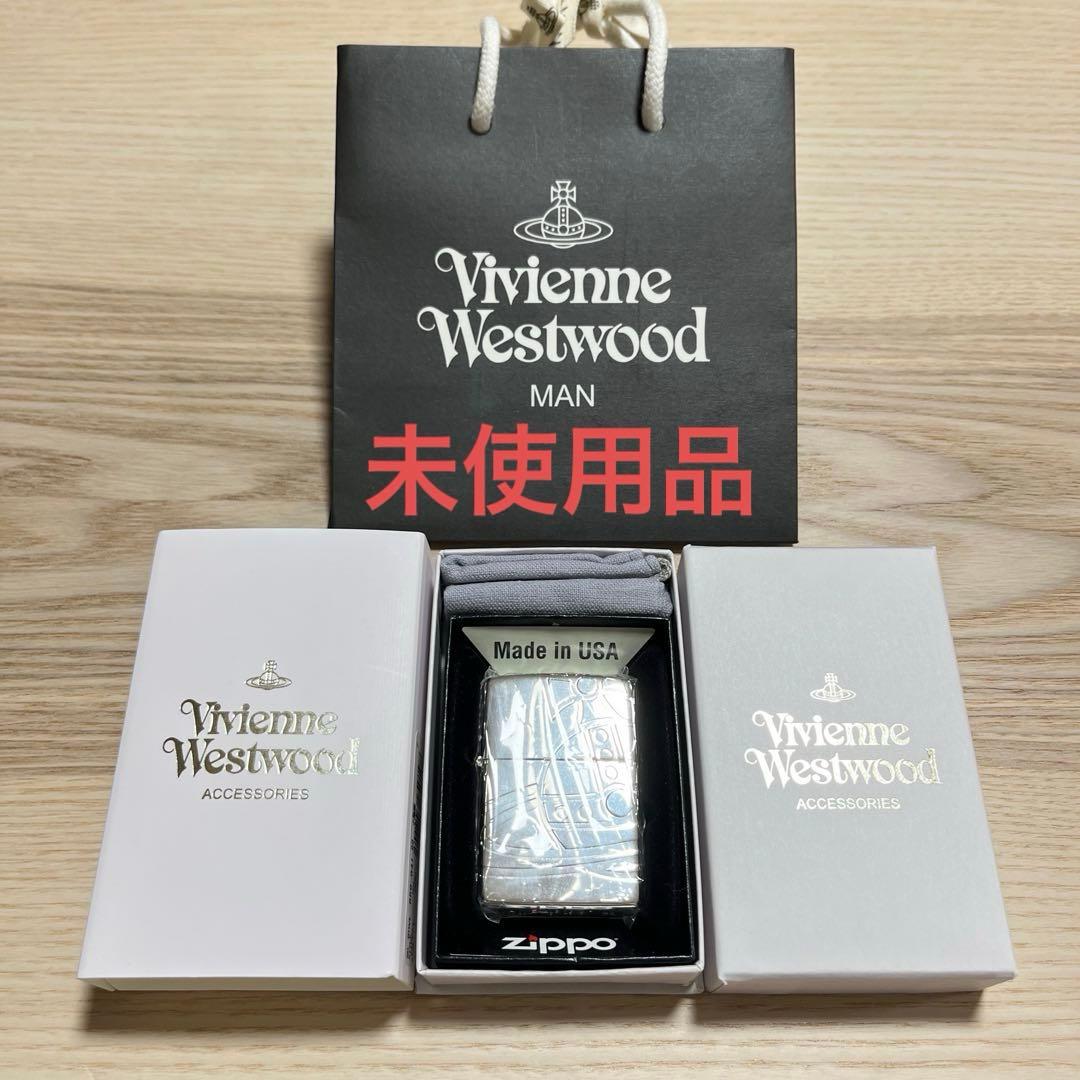 Vivienne
Westwood
MAN
未使用品
Vivienne
Westwood
ACCESSORIES
Made in USA
zippo
Vivienne
Westwood
ACCESSORIES